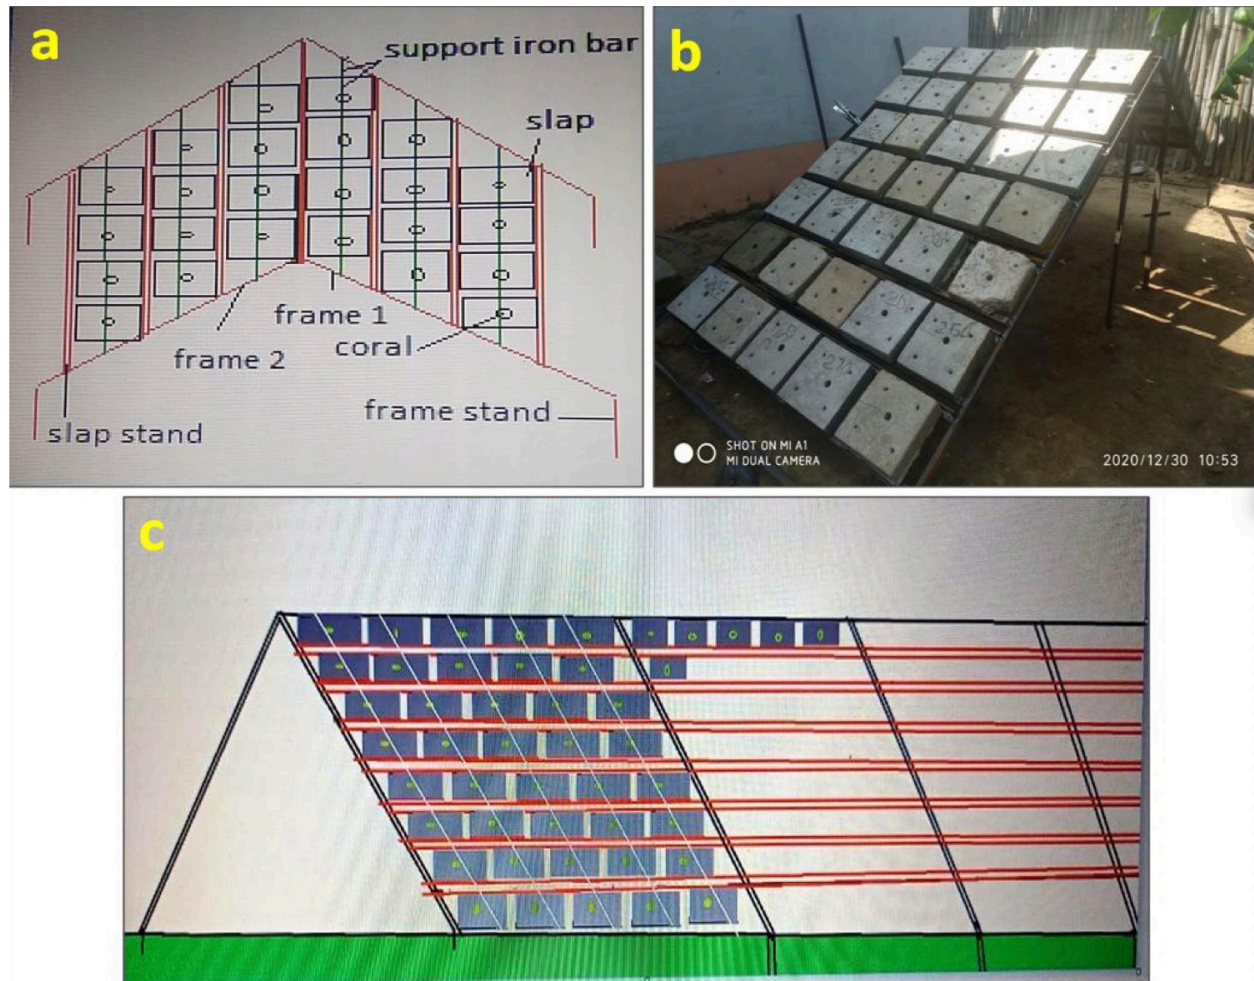 a
support iron bar
slap
frame 1
frame 2
coral
frame stand
slap stand
b
256
SHOT ON MI A1
MI DUAL CAMERA
2020/12/30 10:53
c